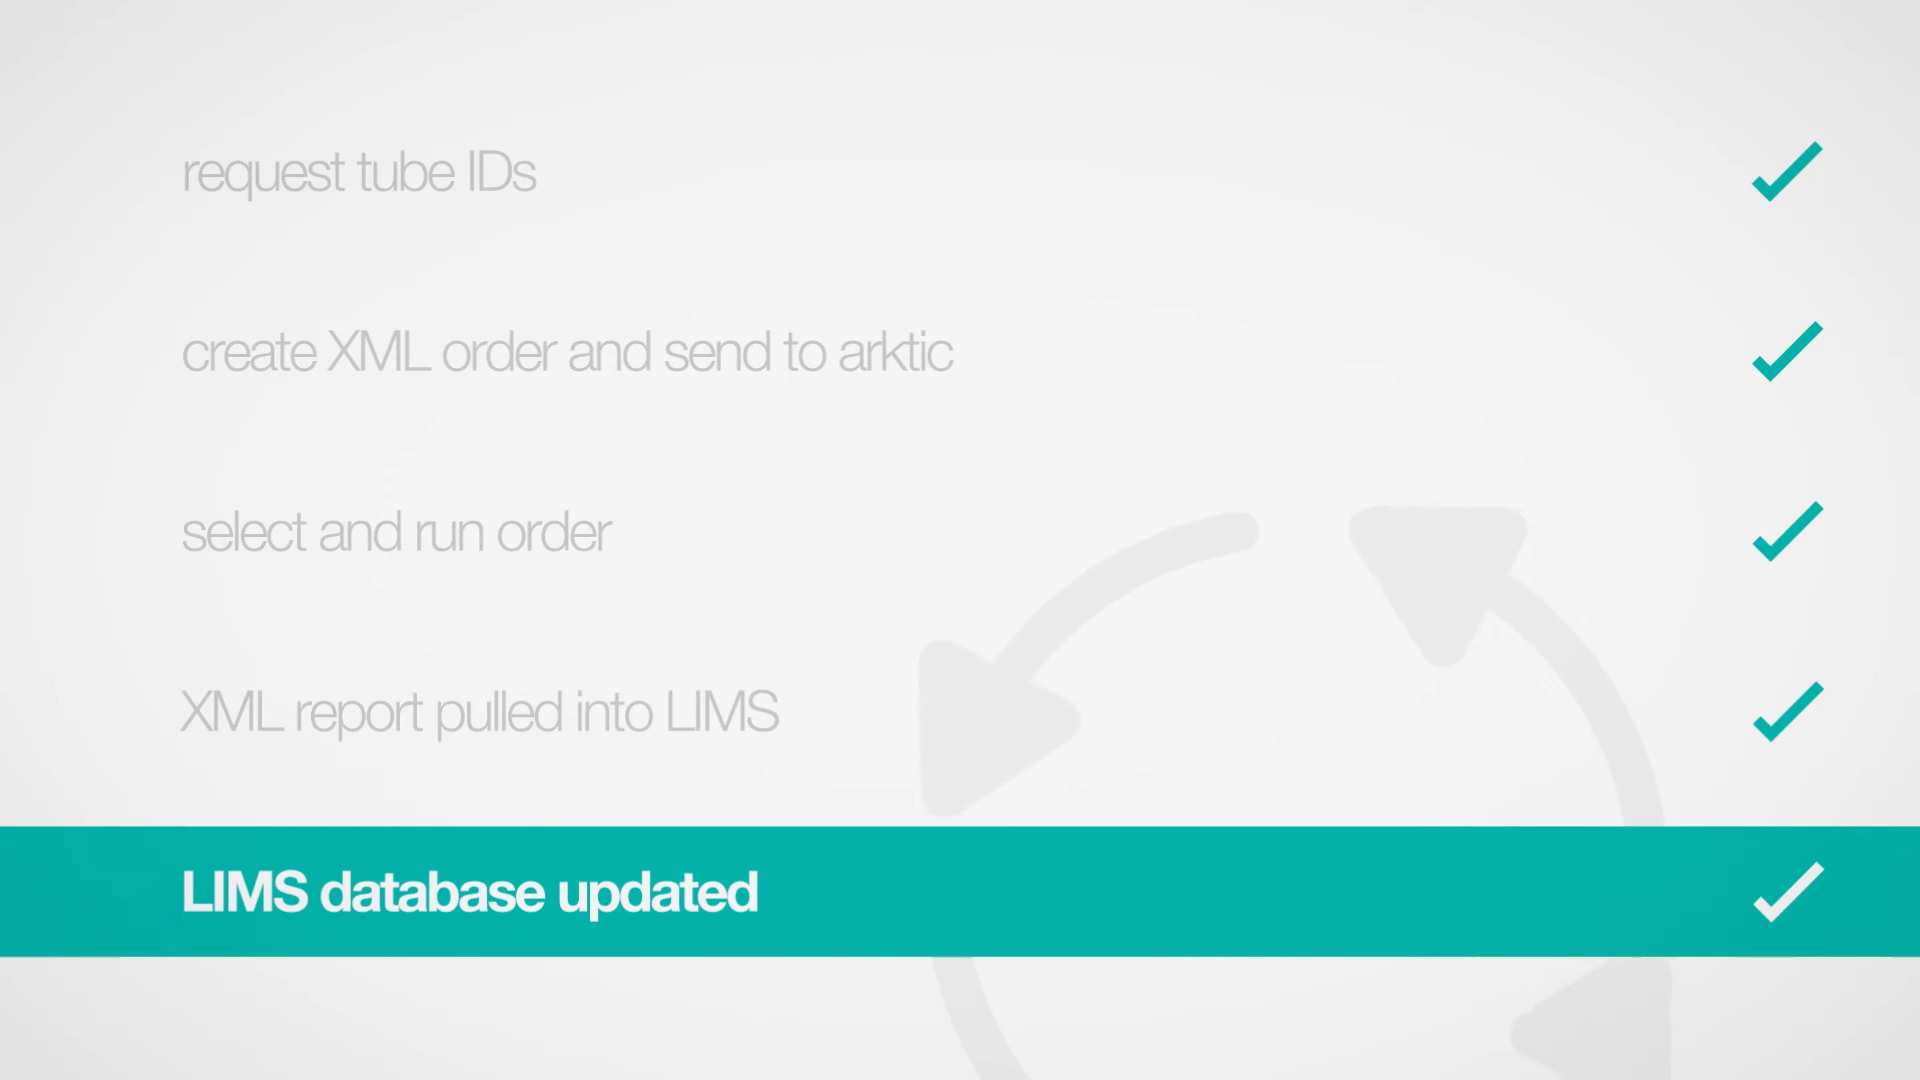 request tube IDs
create XML order and send to arktic
select and run order
XML report pulled into LIMS
LIMS database updated